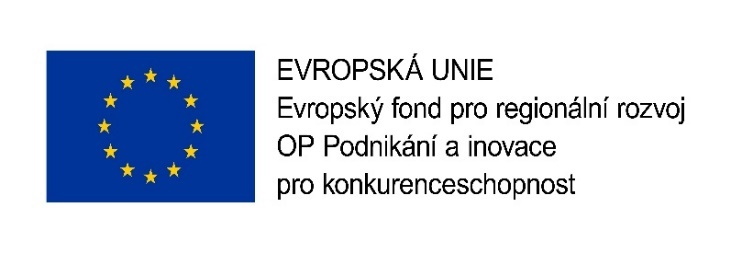 EVROPSKÁ UNIE
Evropský fond pro regionální rozvoj
OP Podnikání a inovace
pro konkurenceschopnost